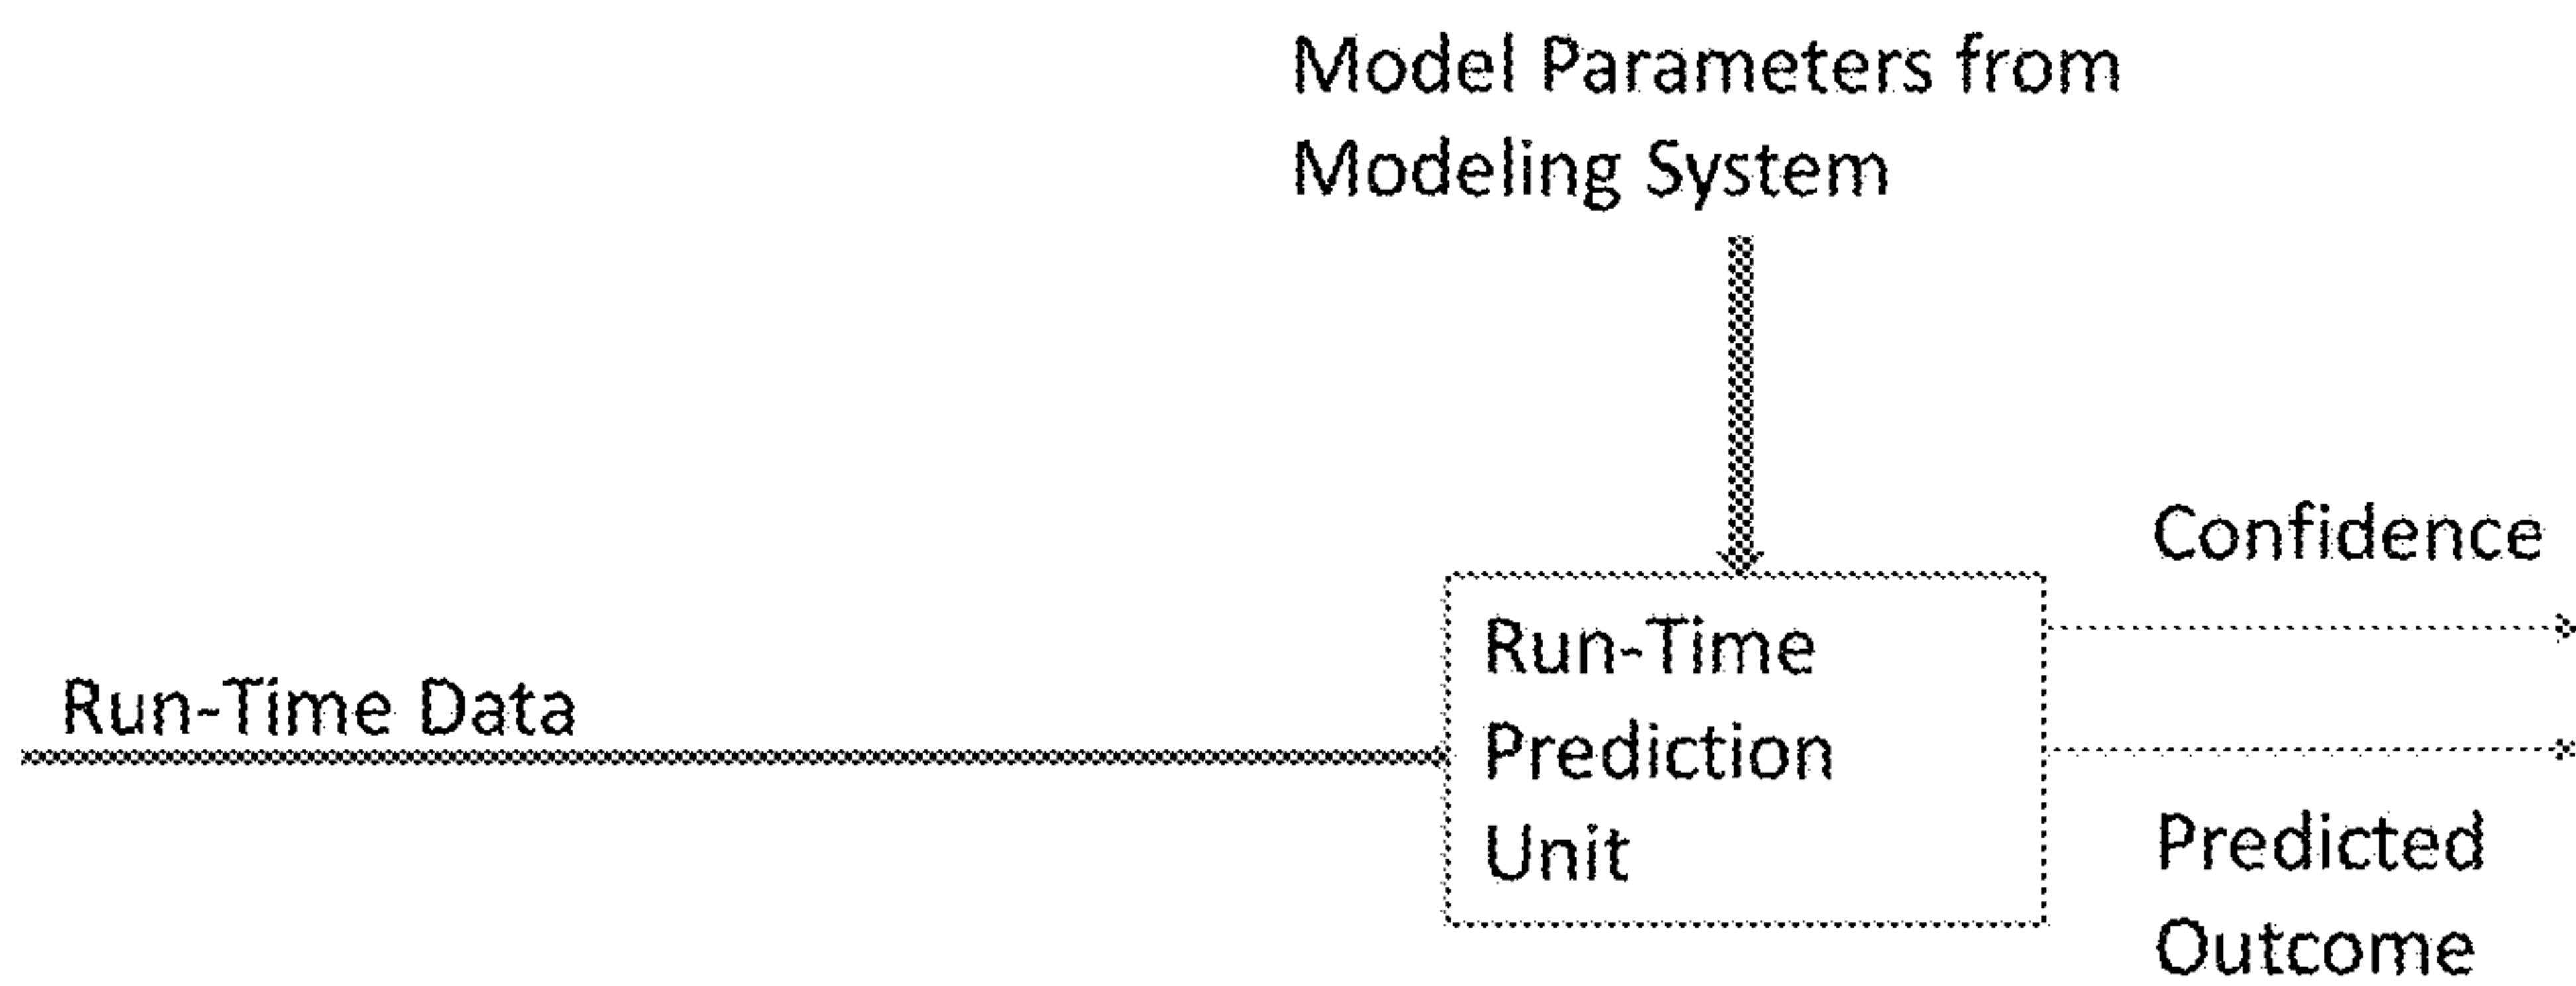 Model Parameters from
Modeling System
Confidence
Run-Time Data
Run-Time
Prediction
Unit
Predicted
Outcome